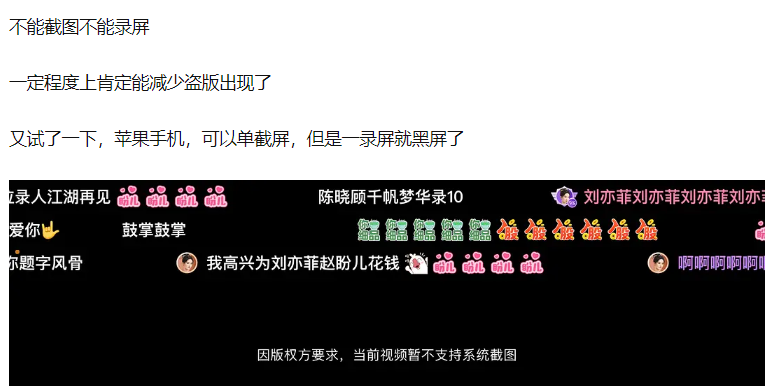 不能截图不能录屏
一定程度上肯定能减少盗版出现了
又试了一下，苹果手机，可以单截屏，但是一录屏就黑屏了
录人江湖再见 盼儿 盼儿 盼儿 盼儿 陈晓顾千帆梦华录10 刘亦菲刘亦菲刘亦菲刘亦
爱你 鼓掌鼓掌
你题字风骨 我高兴为刘亦菲赵盼儿花钱 盼儿 盼儿 盼儿 盼儿 啊啊啊啊啊
因版权方要求，当前视频暂不支持系统截图